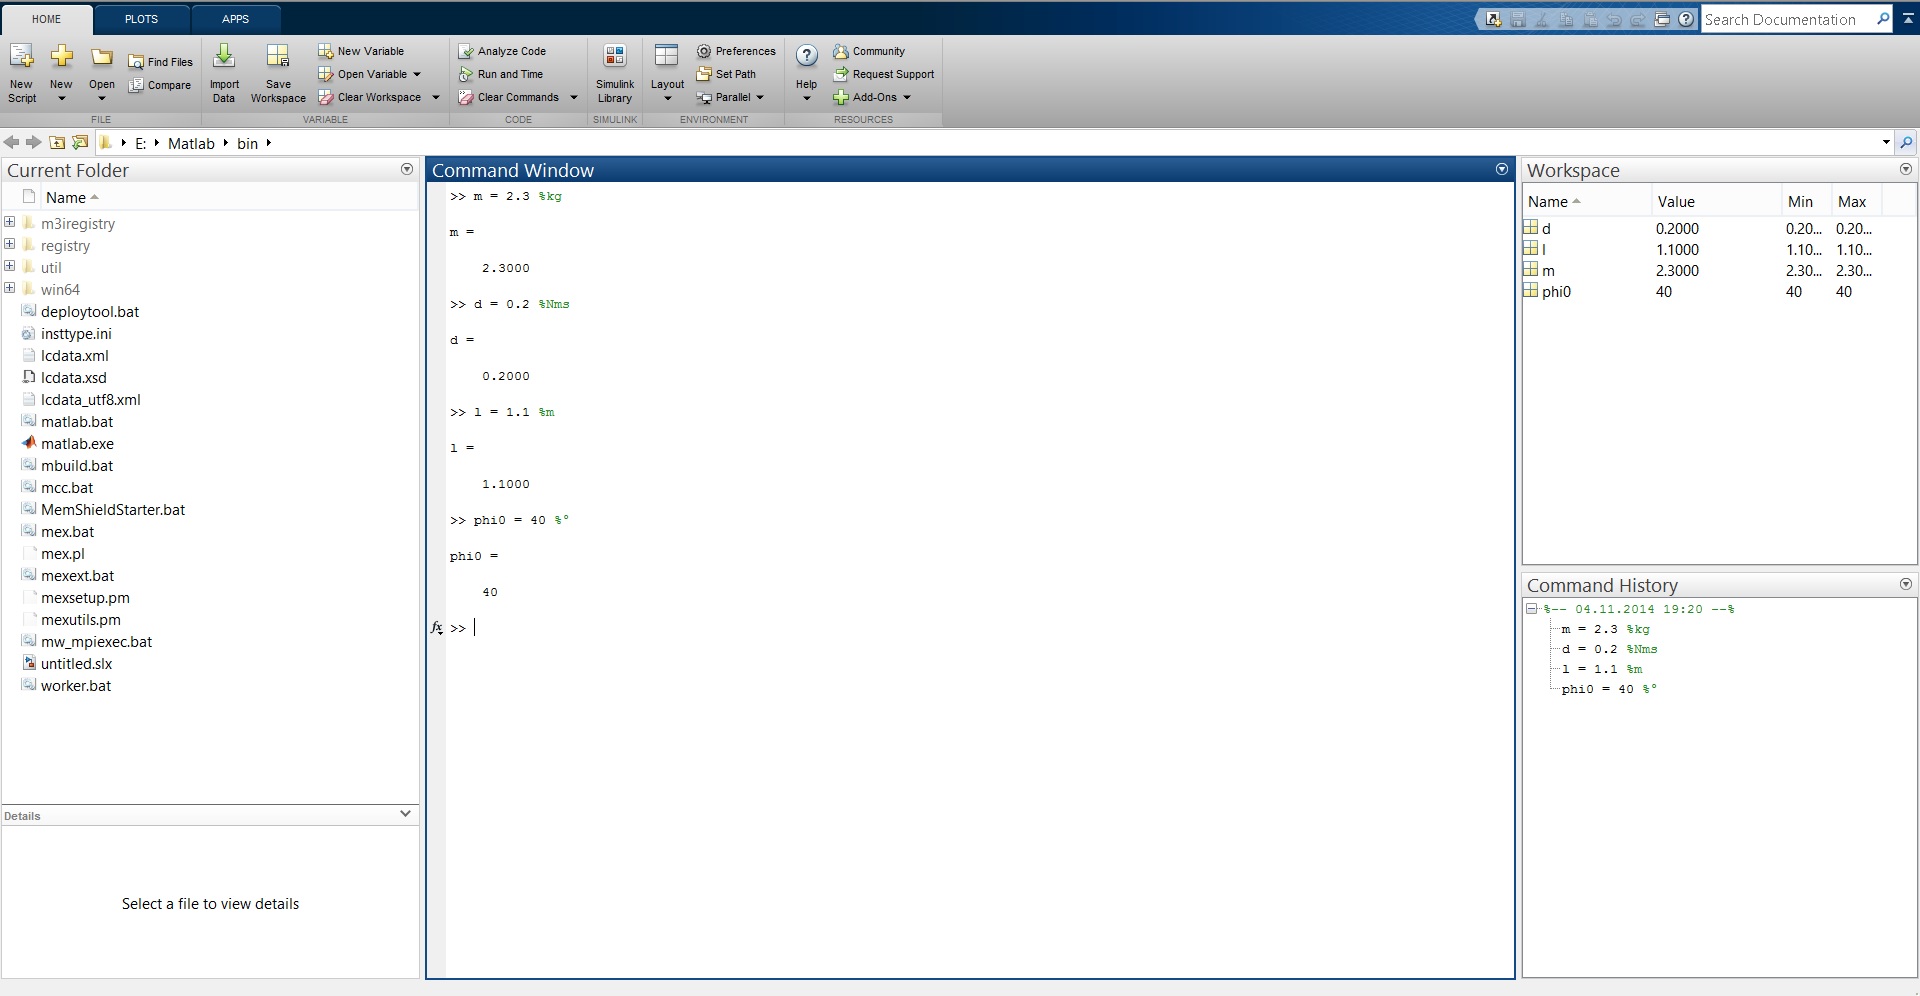 HOME PLOTS APPS
Search Documentation
New Script
New
Open
Find Files
Compare
FILE
Import Data
Save Workspace
New Variable
Open Variable
Clear Workspace
VARIABLE
Analyze Code
Run and Time
Clear Commands
CODE
Simulink Library
SIMULINK
Layout
Preferences
Set Path
Parallel
ENVIRONMENT
Help
Community
Request Support
Add-Ons
RESOURCES
E: Matlab bin
Current Folder
Name
m3iregistry
registry
util
win64
deploytool.bat
insttype.ini
lcdata.xml
lcdata.xsd
lcdata_utf8.xml
matlab.bat
matlab.exe
mbuild.bat
mcc.bat
MemShieldStarter.bat
mex.bat
mex.pl
mexext.bat
mexsetup.pm
mexutils.pm
mw_mpiexec.bat
untitled.slx
worker.bat
Details
Select a file to view details
Command Window
>> m = 2.3 %kg
m =
2.3000
>> d = 0.2 %Nms
d =
0.2000
>> l = 1.1 %m
l =
1.1000
>> phi0 = 40 %°
phi0 =
40
fx >>
Workspace
Name Value Min Max
d 0.2000 0.20... 0.20...
l 1.1000 1.10... 1.10...
m 2.3000 2.30... 2.30...
phi0 40 40 40
Command History
%-- 04.11.2014 19:20 --%
m = 2.3 %kg
d = 0.2 %Nms
l = 1.1 %m
phi0 = 40 %°